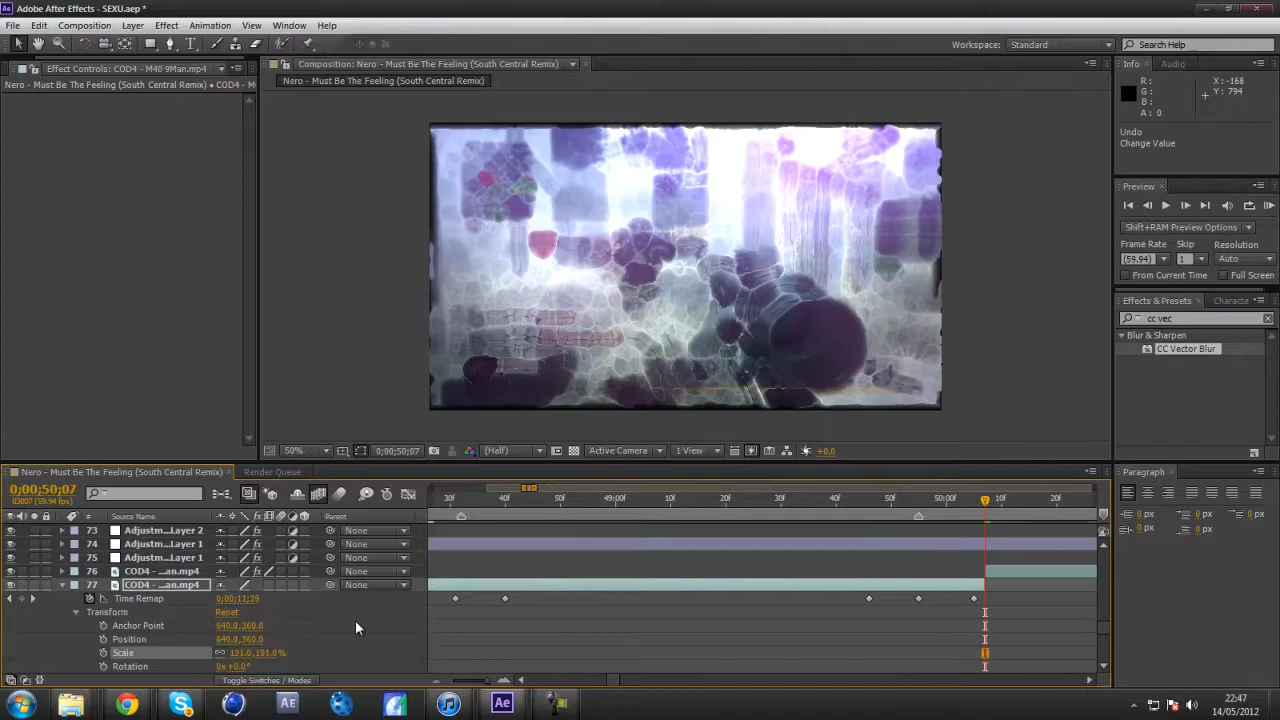 Adobe After Effects - SEXU.aep *
File Edit Composition Layer Effect Animation View Window Help
Workspace: Standard Search Help
Effect Controls: COD4 - M40 9Man.mp4
Nero - Must Be The Feeling (South Central Remix) • COD4 - M
Composition: Nero - Must Be The Feeling (South Central Remix)
Nero - Must Be The Feeling (South Central Remix)
Info Audio
R: X: -168
G: Y: 794
B:
A: 0
Undo
Change Value
Preview
Shift+RAM Preview Options
Frame Rate Skip Resolution
(59.94) 1 Auto
From Current Time Full Screen
Effects & Presets Characte
cc vec
Blur & Sharpen
CC Vector Blur
50% 0;00;50;07 (Half) Active Camera 1 View +0.0
Nero - Must Be The Feeling (South Central Remix) Render Queue
Paragraph
0;00;50;07
03007 (59.94 fps)
30f 40f 50f 49:00f 10f 20f 30f 40f 50f 50:00f 10f 20f
# Source Name Parent
73 Adjustm...Layer 2 None
74 Adjustm...Layer 1 None
75 Adjustm...Layer 1 None
76 COD4 - ...an.mp4 None
77 COD4 - ...an.mp4 None
Time Remap 0;00;11;39
Transform Reset
Anchor Point 640.0,360.0
Position 640.0,360.0
Scale 191.0,101.0%
Rotation 0x+0.0°
Toggle Switches / Modes
0 px 0 px 0 px
0 px 0 px
22:47
14/05/2012